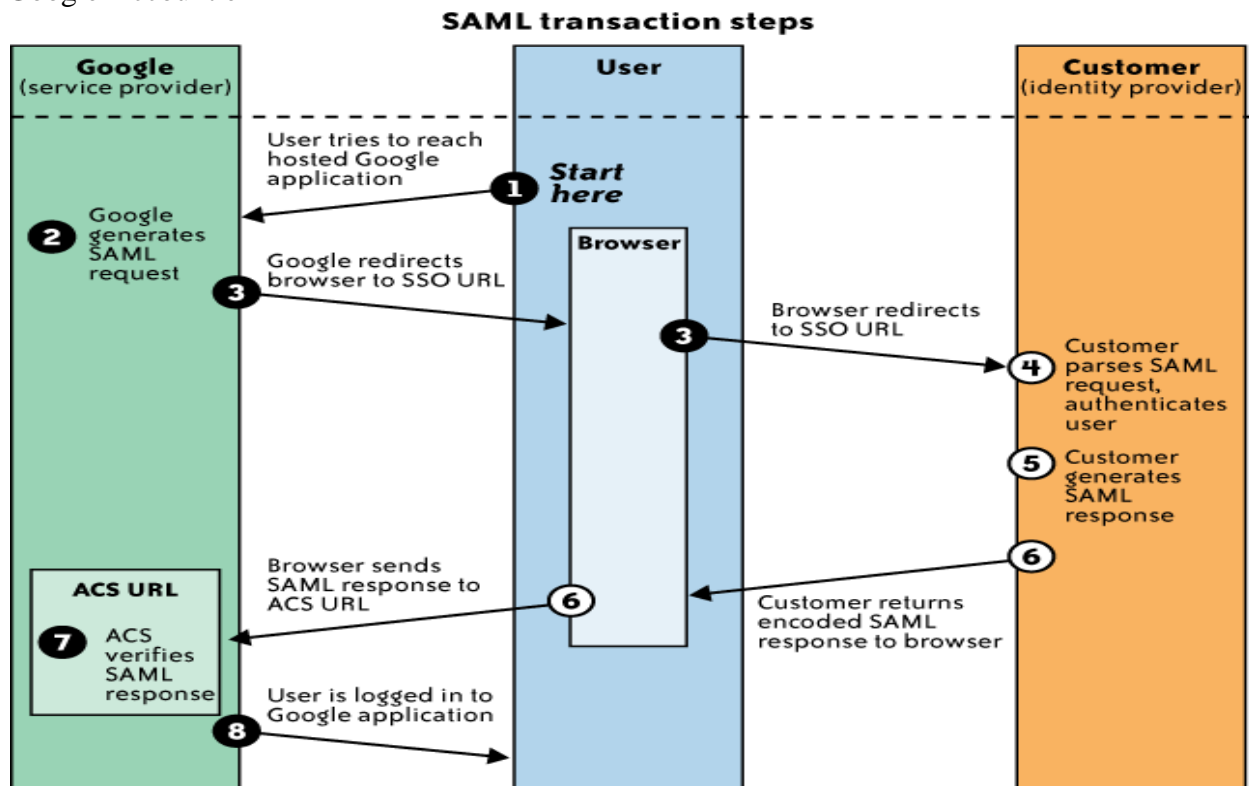 SAML transaction steps
Google
(service provider)
User
Customer
(identity provider)
User tries to reach
hosted Google
application
1
Start
here
2
Google
generates
SAML
request
Browser
3
Google redirects
browser to SSO URL
3
Browser redirects
to SSO URL
4
Customer
parses SAML
request,
authenticates
user
5
Customer
generates
SAML
response
6
Customer returns
encoded SAML
response to browser
6
Browser sends
SAML response to
ACS URL
ACS URL
7
ACS
verifies
SAML
response
8
User is logged in to
Google application